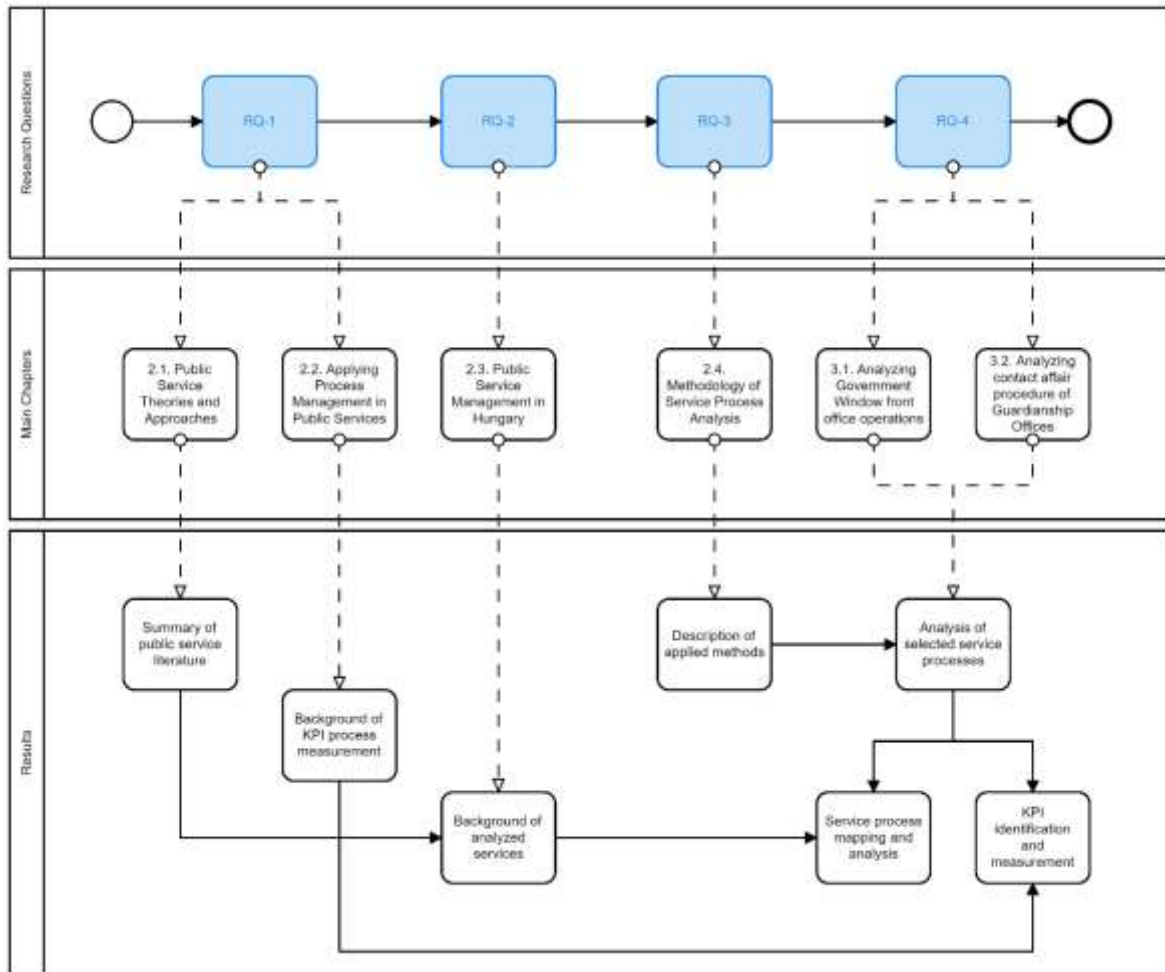 Research Questions
RQ-1
RQ-2
RQ-3
RQ-4
Main Chapters
2.1. Public
Service
Theories and
Approaches
2.2. Applying
Process
Management in
Public Services
2.3. Public
Service
Management in
Hungary
2.4.
Methodology of
Service Process
Analysis
3.1. Analyzing
Government
Window front
office operations
3.2. Analyzing
contact affair
procedure of
Guardianship
Offices
Results
Summary of
public service
literature
Description of
applied methods
Analysis of
selected service
processes
Background of
KPI process
measurement
Background of
analyzed
services
Service process
mapping and
analysis
KPI
identification
and
measurement